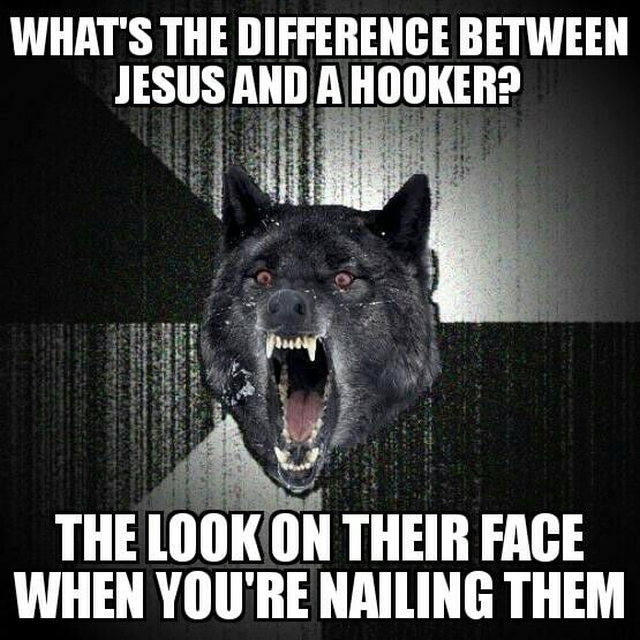 WHAT'S THE DIFFERENCE BETWEEN
JESUS AND A HOOKER?
THE LOOK ON THEIR FACE
WHEN YOU'RE NAILING THEM